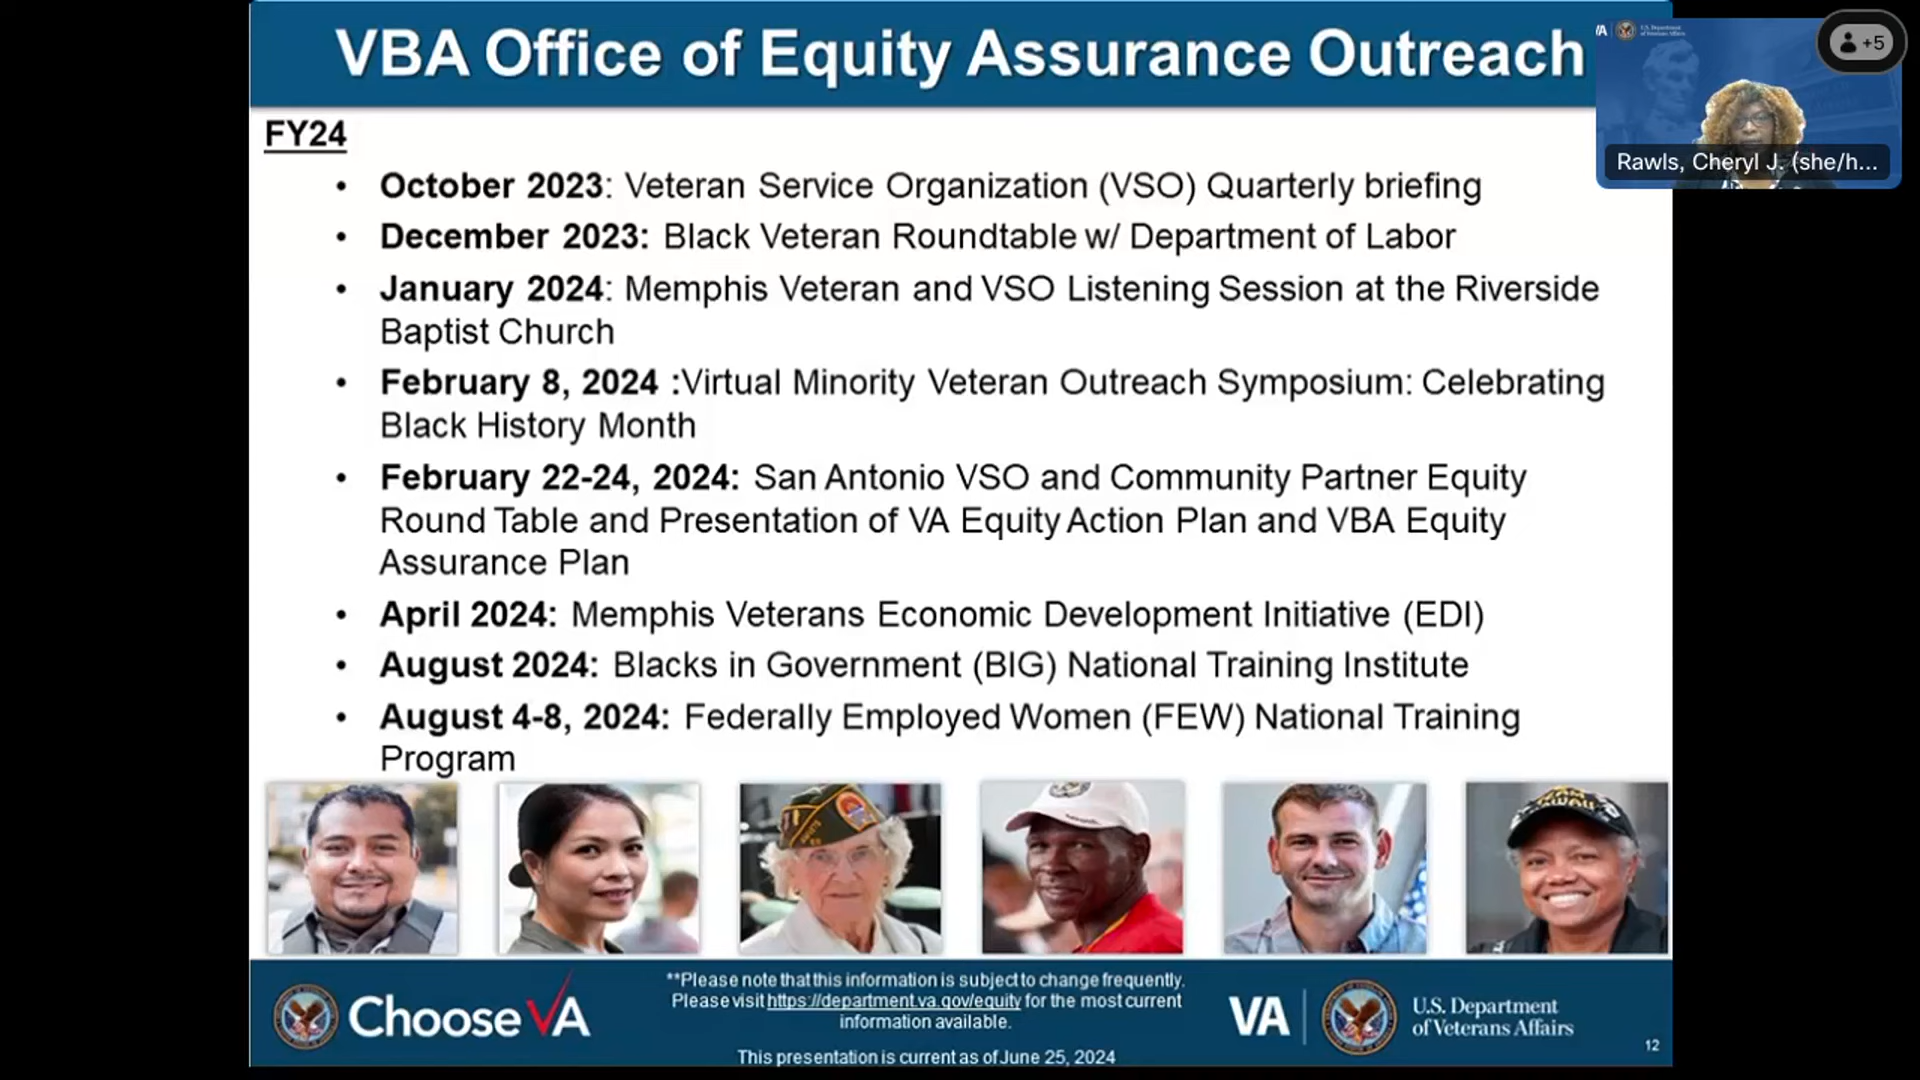 VBA Office of Equity Assurance Outreach
VA
U.S. Department
of Veterans Affairs
+5
Rawls, Cheryl J. (she/h...
FY24
• October 2023: Veteran Service Organization (VSO) Quarterly briefing
• December 2023: Black Veteran Roundtable w/ Department of Labor
• January 2024: Memphis Veteran and VSO Listening Session at the Riverside
Baptist Church
• February 8, 2024 :Virtual Minority Veteran Outreach Symposium: Celebrating
Black History Month
• February 22-24, 2024: San Antonio VSO and Community Partner Equity
Round Table and Presentation of VA Equity Action Plan and VBA Equity
Assurance Plan
• April 2024: Memphis Veterans Economic Development Initiative (EDI)
• August 2024: Blacks in Government (BIG) National Training Institute
• August 4-8, 2024: Federally Employed Women (FEW) National Training
Program
Choose VA
**Please note that this information is subject to change frequently.
Please visit https://department.va.gov/equity for the most current
information available.
This presentation is current as of June 25, 2024
VA
U.S. Department
of Veterans Affairs
12